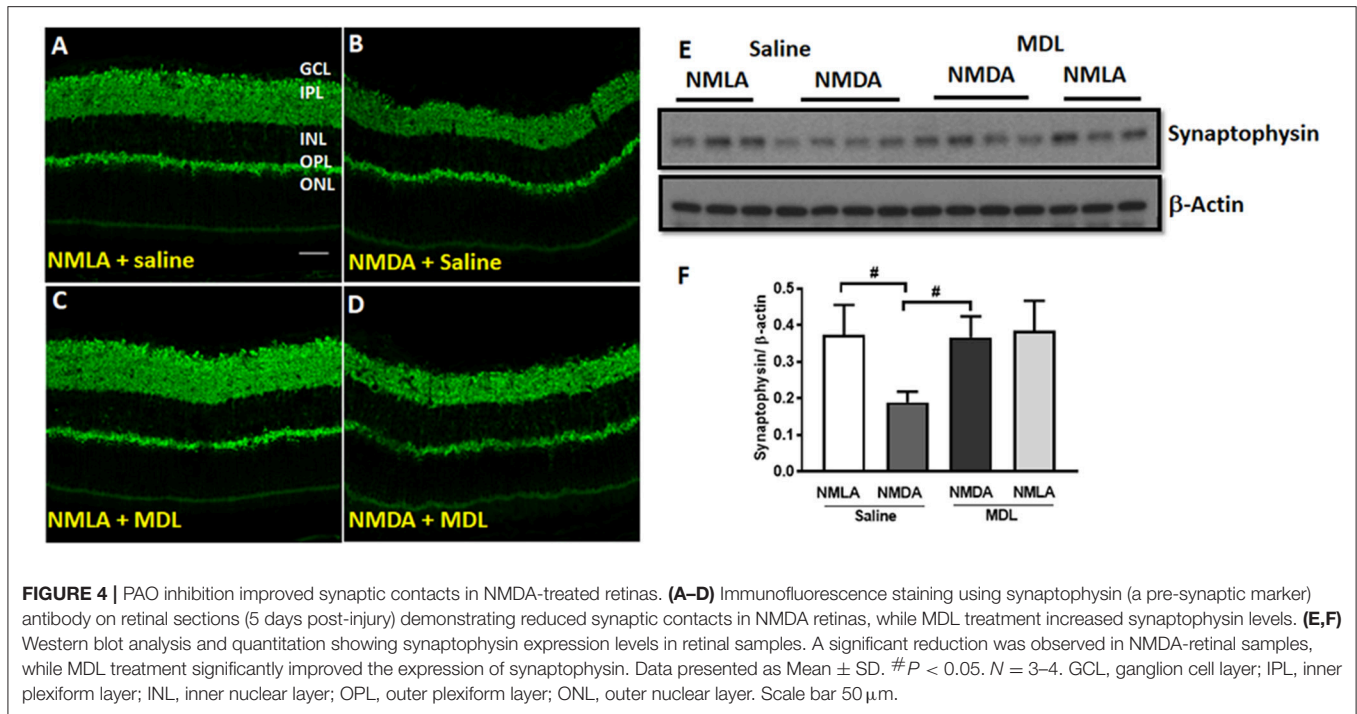 A
GCL
IPL
INL
OPL
ONL
NMLA + saline
B
NMDA + Saline
C
NMLA + MDL
D
NMDA + MDL
E
Saline
MDL
NMLA
NMDA
NMDA
NMLA
Synaptophysin
β-Actin
F
Synaptophysin/ β-actin
0.5
0.4
0.3
0.2
0.1
0.0
#
#
NMLA NMDA NMDA NMLA
Saline MDL
FIGURE 4 | PAO inhibition improved synaptic contacts in NMDA-treated retinas. (A–D) Immunofluorescence staining using synaptophysin (a pre-synaptic marker)
antibody on retinal sections (5 days post-injury) demonstrating reduced synaptic contacts in NMDA retinas, while MDL treatment increased synaptophysin levels. (E,F)
Western blot analysis and quantitation showing synaptophysin expression levels in retinal samples. A significant reduction was observed in NMDA-retinal samples,
while MDL treatment significantly improved the expression of synaptophysin. Data presented as Mean ± SD. #P < 0.05. N = 3–4. GCL, ganglion cell layer; IPL, inner
plexiform layer; INL, inner nuclear layer; OPL, outer plexiform layer; ONL, outer nuclear layer. Scale bar 50 μm.